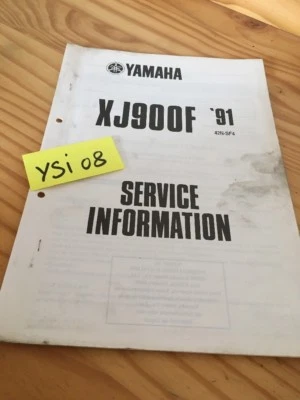 YAMAHA
XJ900F '91
YSi 08
SERVICE
INFORMATION